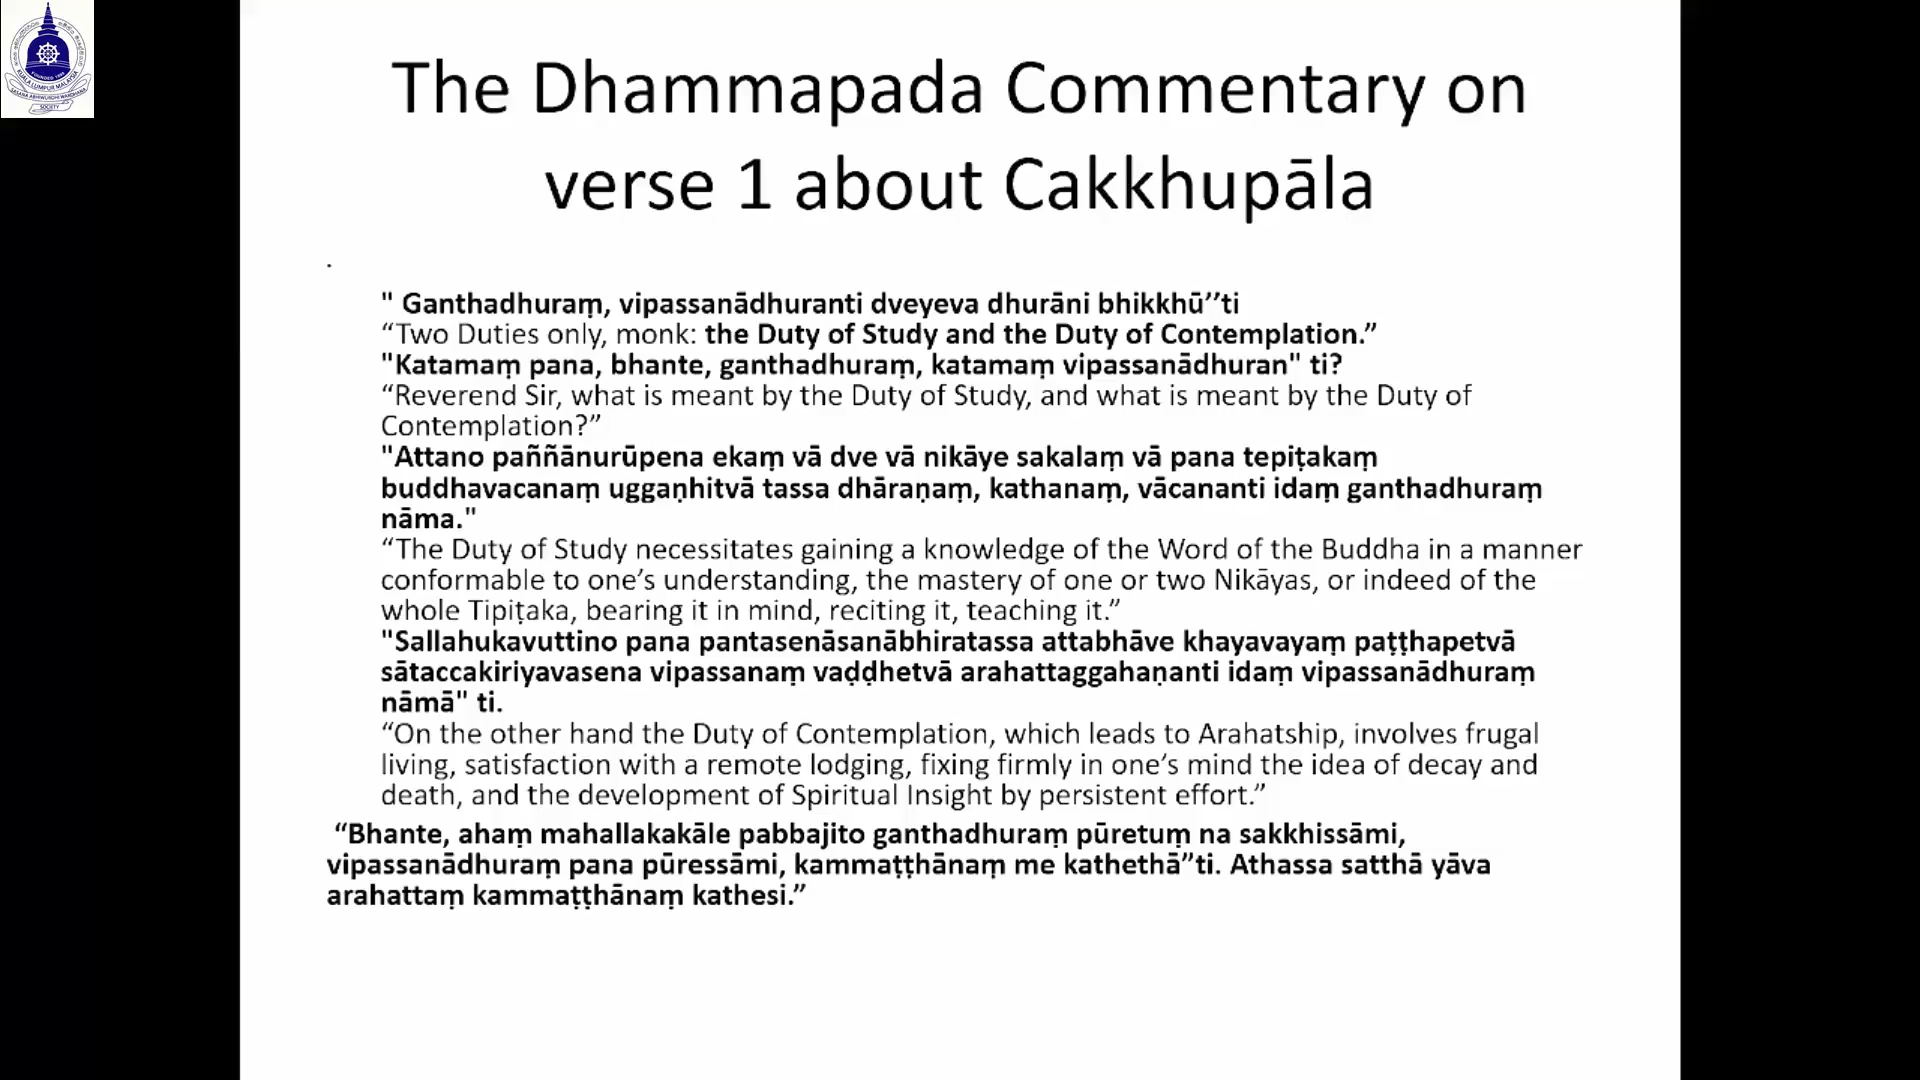 KUALA LUMPUR MALAYSIA
SASANA ABHIWURDHI WARDHANA
SOCIETY
The Dhammapada Commentary on
verse 1 about Cakkhupāla
.
" Ganthadhuraṃ, vipassanādhuranti dveyeva dhurāni bhikkhū’’ti
“Two Duties only, monk: the Duty of Study and the Duty of Contemplation.”
"Katamaṃ pana, bhante, ganthadhuraṃ, katamaṃ vipassanādhuran" ti?
“Reverend Sir, what is meant by the Duty of Study, and what is meant by the Duty of
Contemplation?”
"Attano paññānurūpena ekaṃ vā dve vā nikāye sakalaṃ vā pana tepiṭakaṃ
buddhavacanaṃ uggaṇhitvā tassa dhāraṇaṃ, kathanaṃ, vācananti idaṃ ganthadhuraṃ
nāma."
“The Duty of Study necessitates gaining a knowledge of the Word of the Buddha in a manner
conformable to one’s understanding, the mastery of one or two Nikāyas, or indeed of the
whole Tipiṭaka, bearing it in mind, reciting it, teaching it.”
"Sallahukavuttino pana pantasenāsanābhiratassa attabhāve khayavayaṃ paṭṭhapetvā
sātaccakiriyavasena vipassanaṃ vaḍḍhetvā arahattaggahaṇanti idaṃ vipassanādhuraṃ
nāmā" ti.
“On the other hand the Duty of Contemplation, which leads to Arahatship, involves frugal
living, satisfaction with a remote lodging, fixing firmly in one’s mind the idea of decay and
death, and the development of Spiritual Insight by persistent effort.”
“Bhante, ahaṃ mahallakakāle pabbajito ganthadhuraṃ pūretuṃ na sakkhissāmi,
vipassanādhuraṃ pana pūressāmi, kammaṭṭhānaṃ me kathethā”ti. Athassa satthā yāva
arahattaṃ kammaṭṭhānaṃ kathesi.”